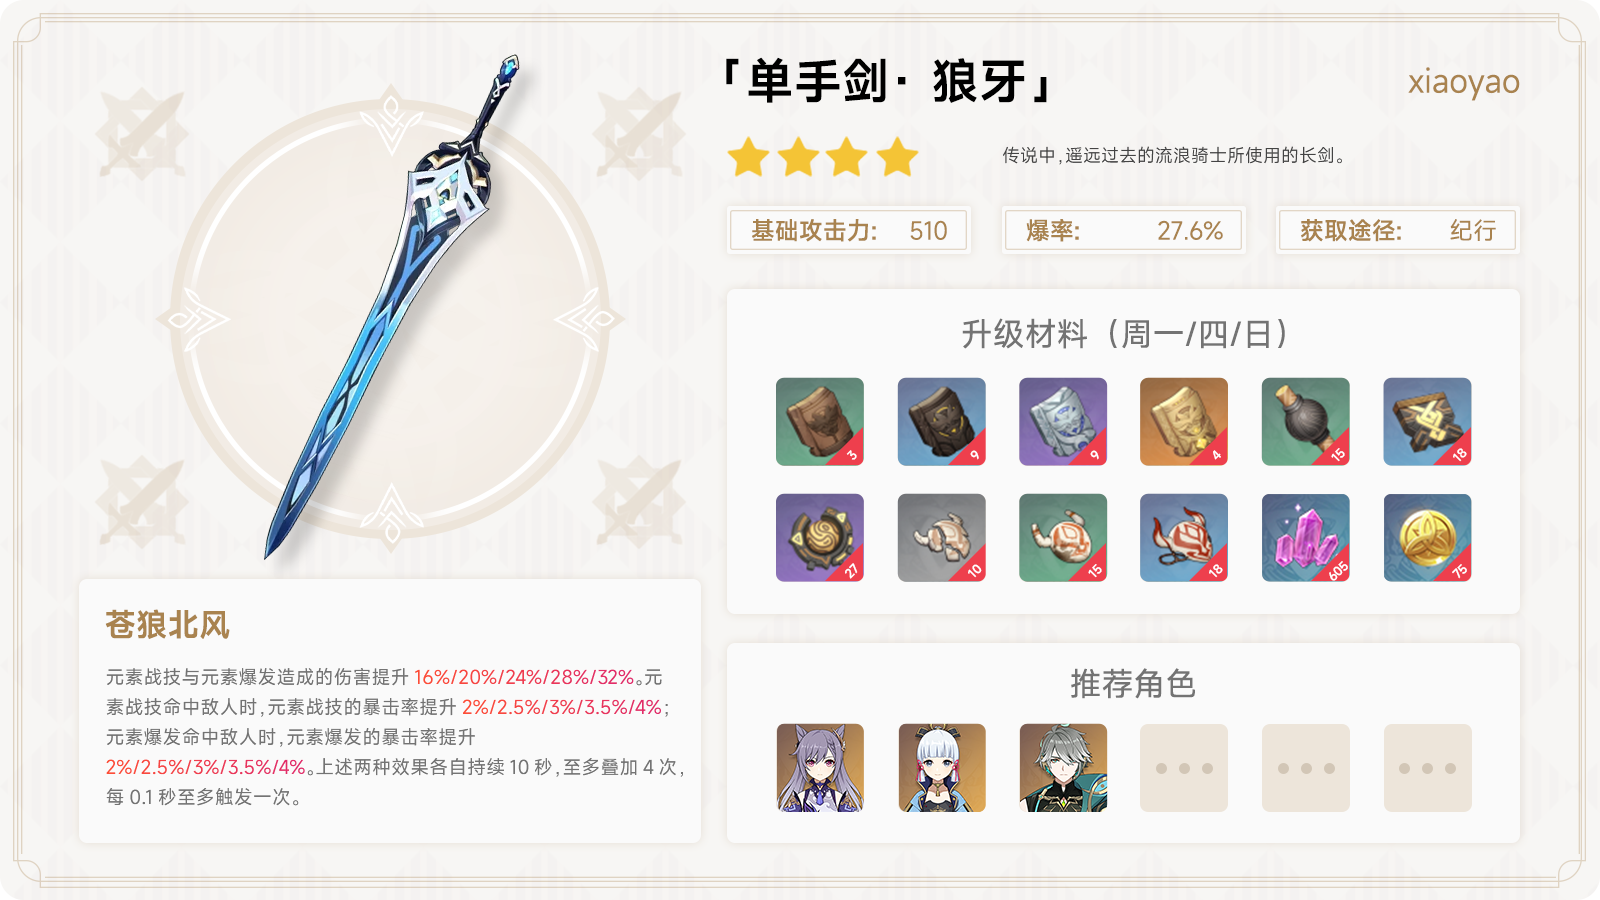 「单手剑· 狼牙」
xiaoyao
传说中,遥远过去的流浪骑士所使用的长剑。
基础攻击力: 510
爆率: 27.6%
获取途径: 纪行
升级材料（周一/四/日）
3 9 9 4 15 18
27 10 15 18 605 75
苍狼北风
元素战技与元素爆发造成的伤害提升 16%/20%/24%/28%/32%。元
素战技命中敌人时,元素战技的暴击率提升 2%/2.5%/3%/3.5%/4%;
元素爆发命中敌人时,元素爆发的暴击率提升
2%/2.5%/3%/3.5%/4%。上述两种效果各自持续 10 秒,至多叠加 4 次,
每 0.1 秒至多触发一次。
推荐角色